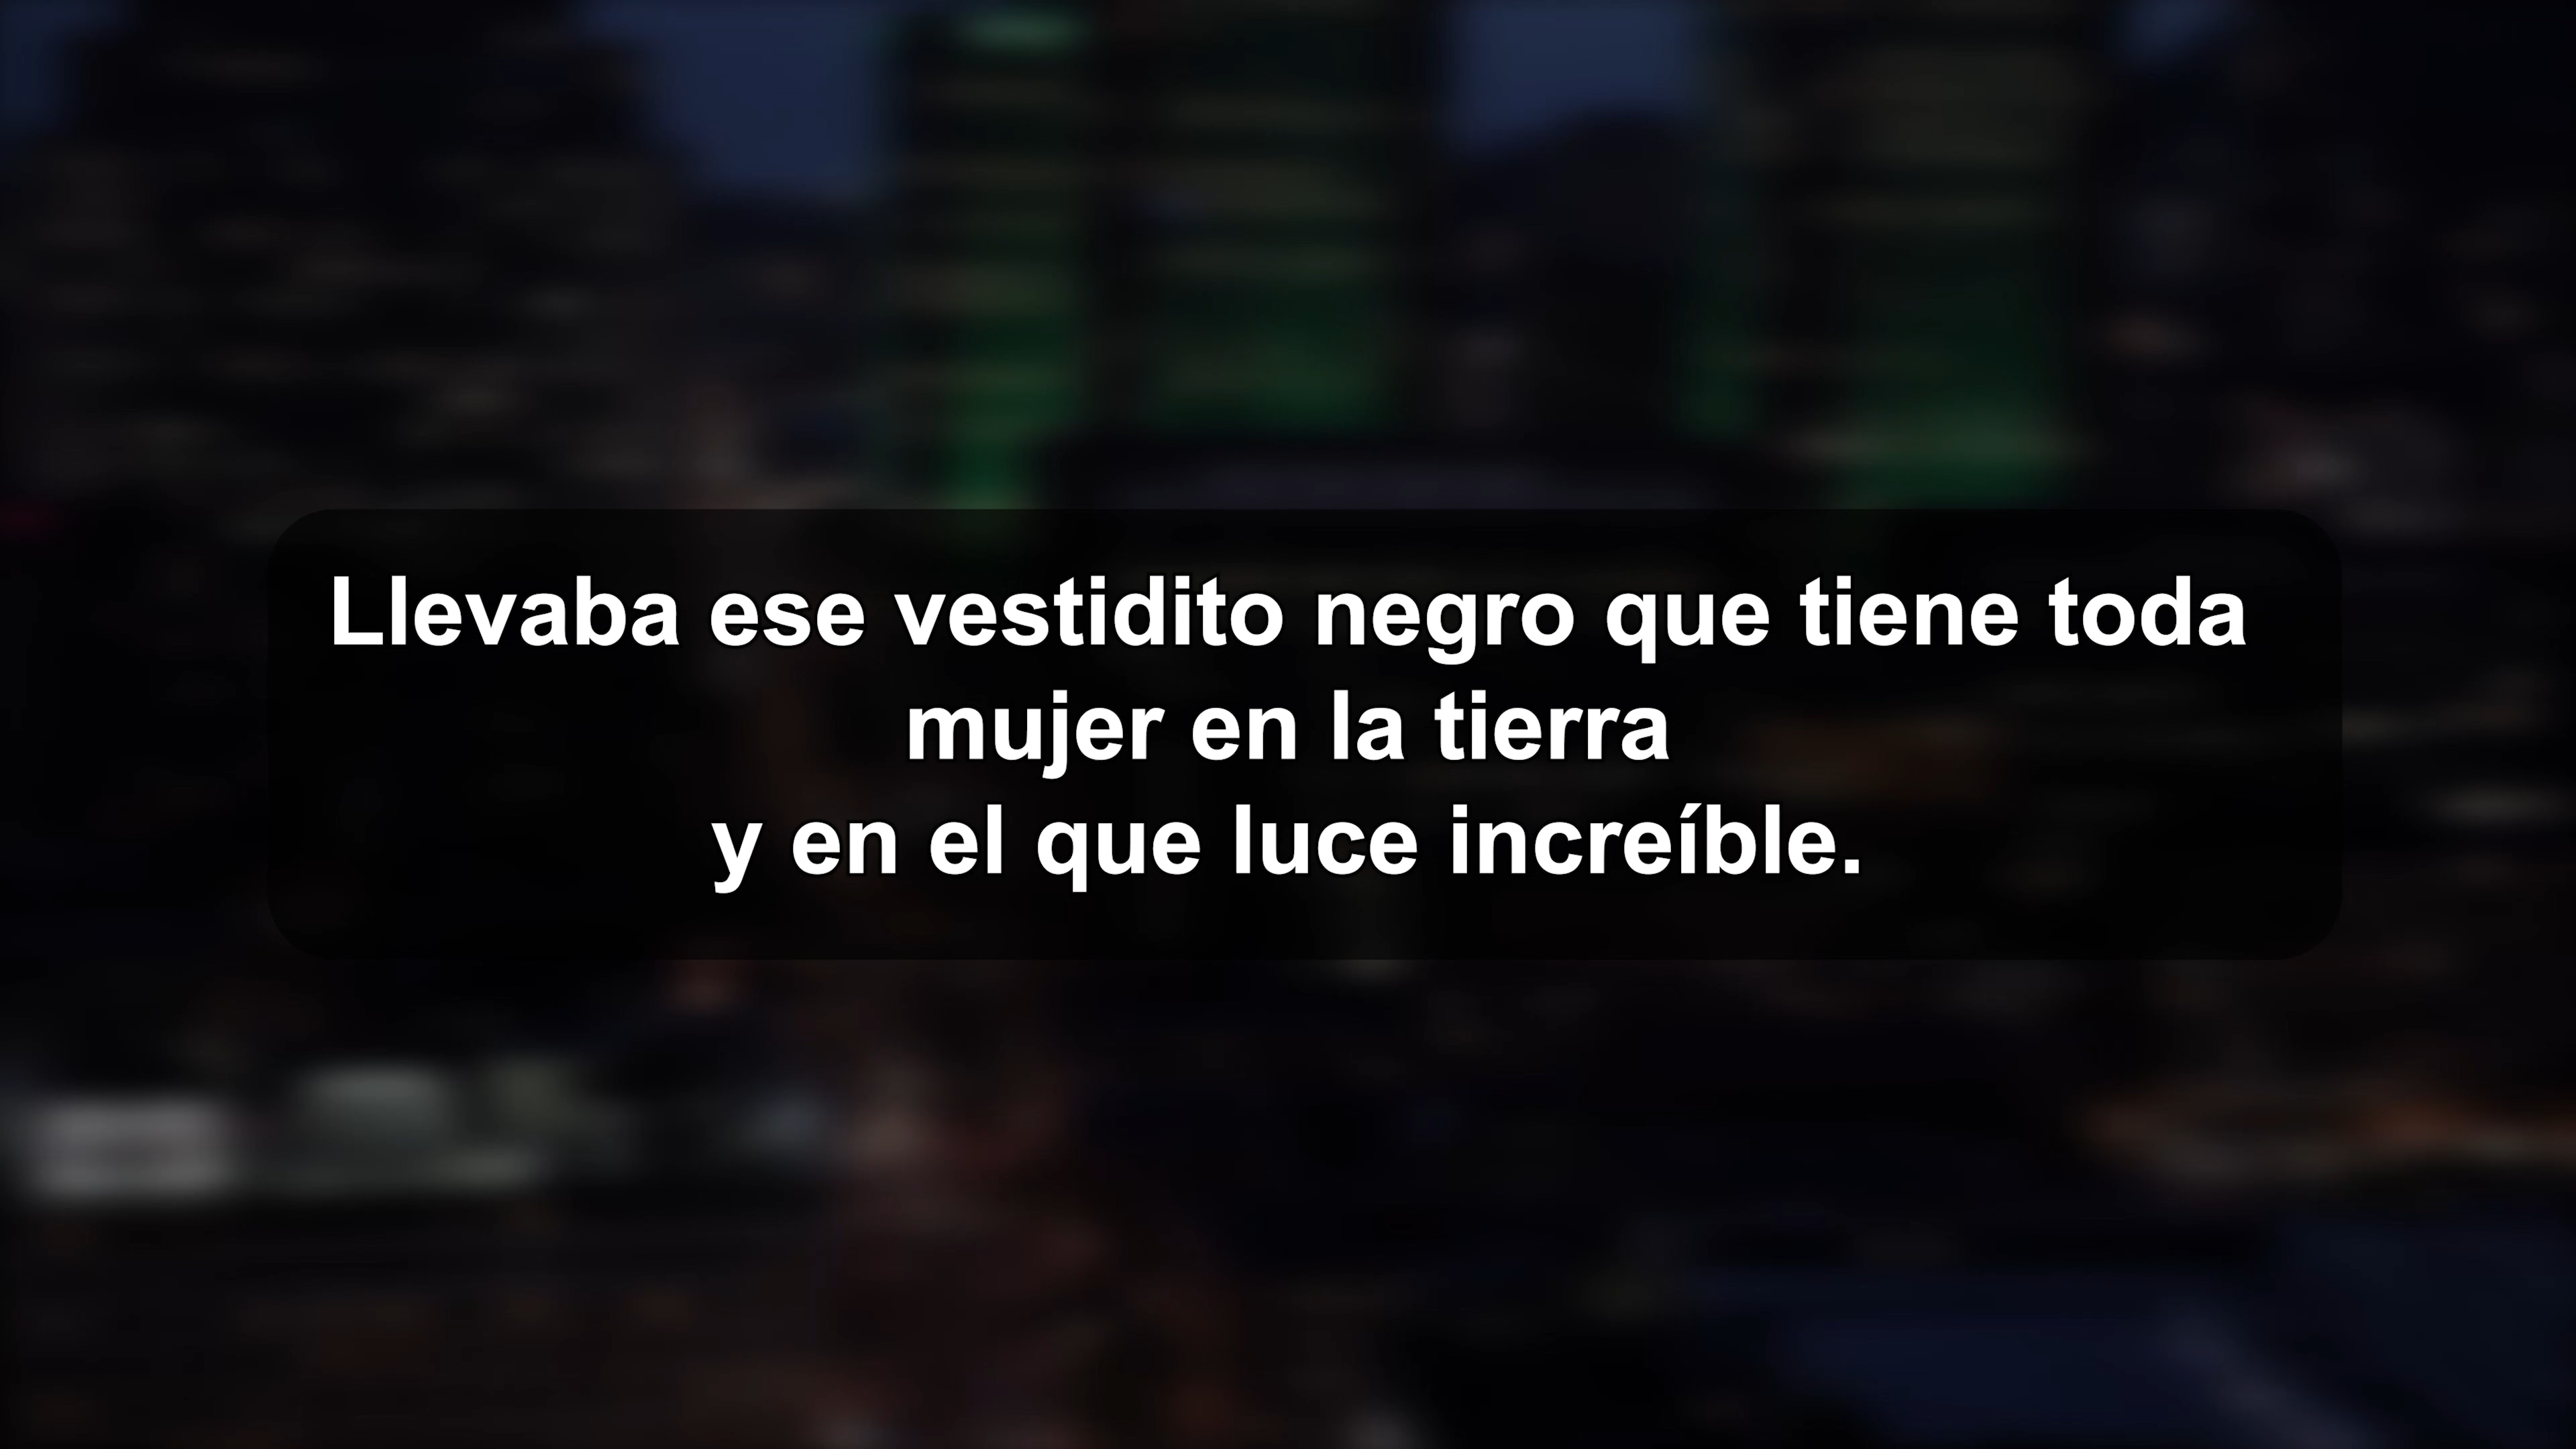 Llevaba ese vestidito negro que tiene toda
mujer en la tierra
y en el que luce increíble.